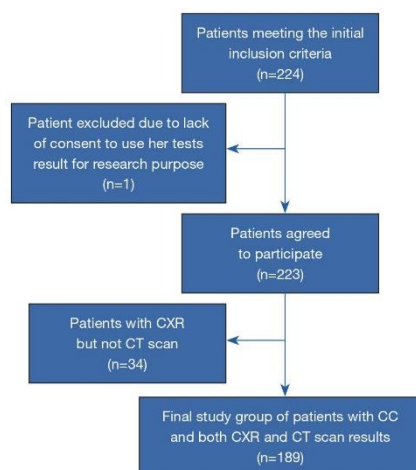 Patients meeting the initial
inclusion criteria
(n=224)
Patient excluded due to lack
of consent to use her tests
result for research purpose
(n=1)
Patients agreed
to participate
(n=223)
Patients with CXR
but not CT scan
(n=34)
Final study group of patients with CC
and both CXR and CT scan results
(n=189)